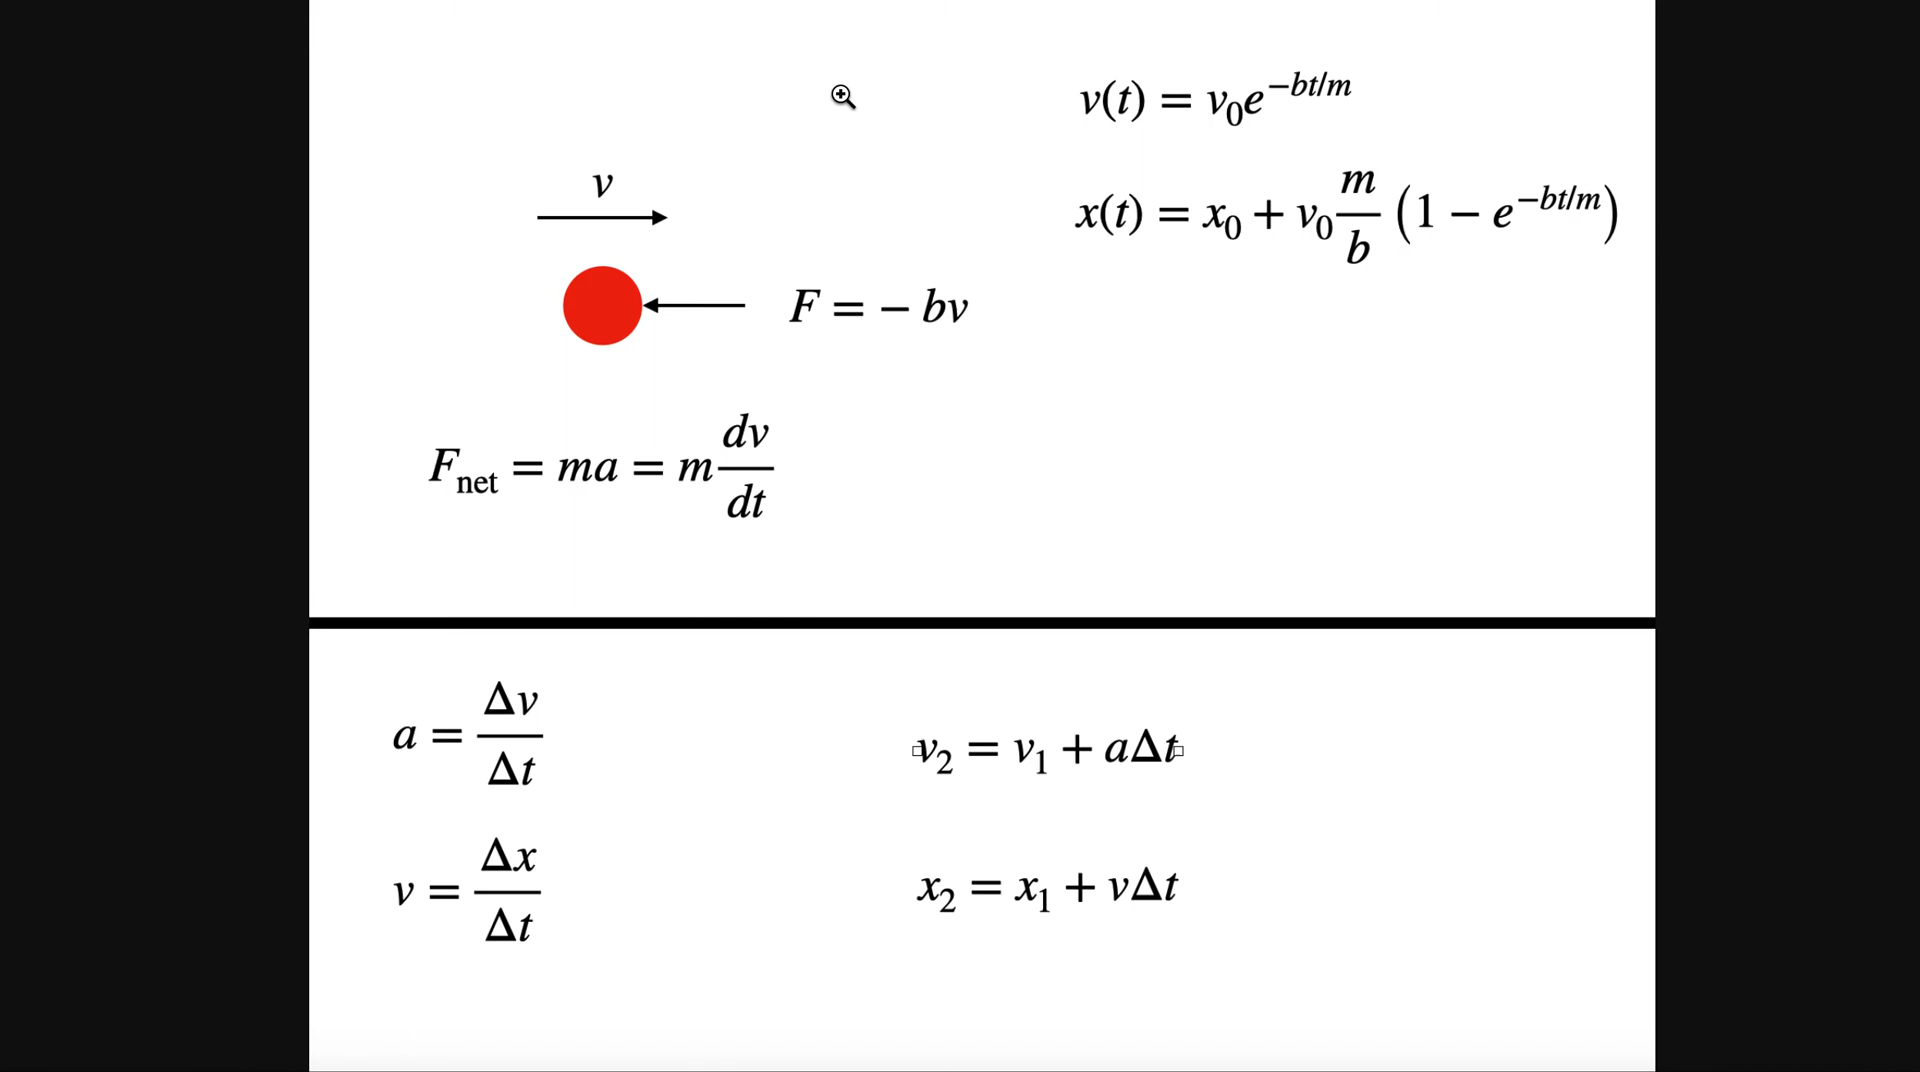 v(t) = v₀e^(−bt/m)
x(t) = x₀ + v₀ m/b (1 − e^(−bt/m))
v
F = − bv
F_net = ma = m dv/dt
a = Δv/Δt
v₂ = v₁ + aΔt
v = Δx/Δt
x₂ = x₁ + vΔt